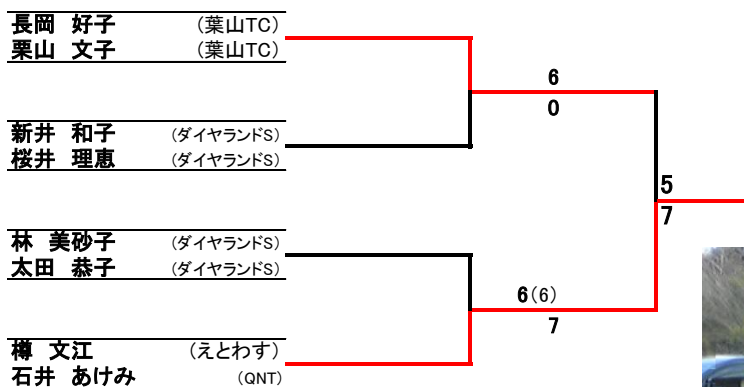 長岡 好子 (葉山TC)
栗山 文子 (葉山TC)
6
0
新井 和子 (ダイヤランドS)
桜井 理恵 (ダイヤランドS)
5
7
林 美砂子 (ダイヤランドS)
太田 恭子 (ダイヤランドS)
6(6)
7
樽 文江 (えとわす)
石井 あけみ (QNT)